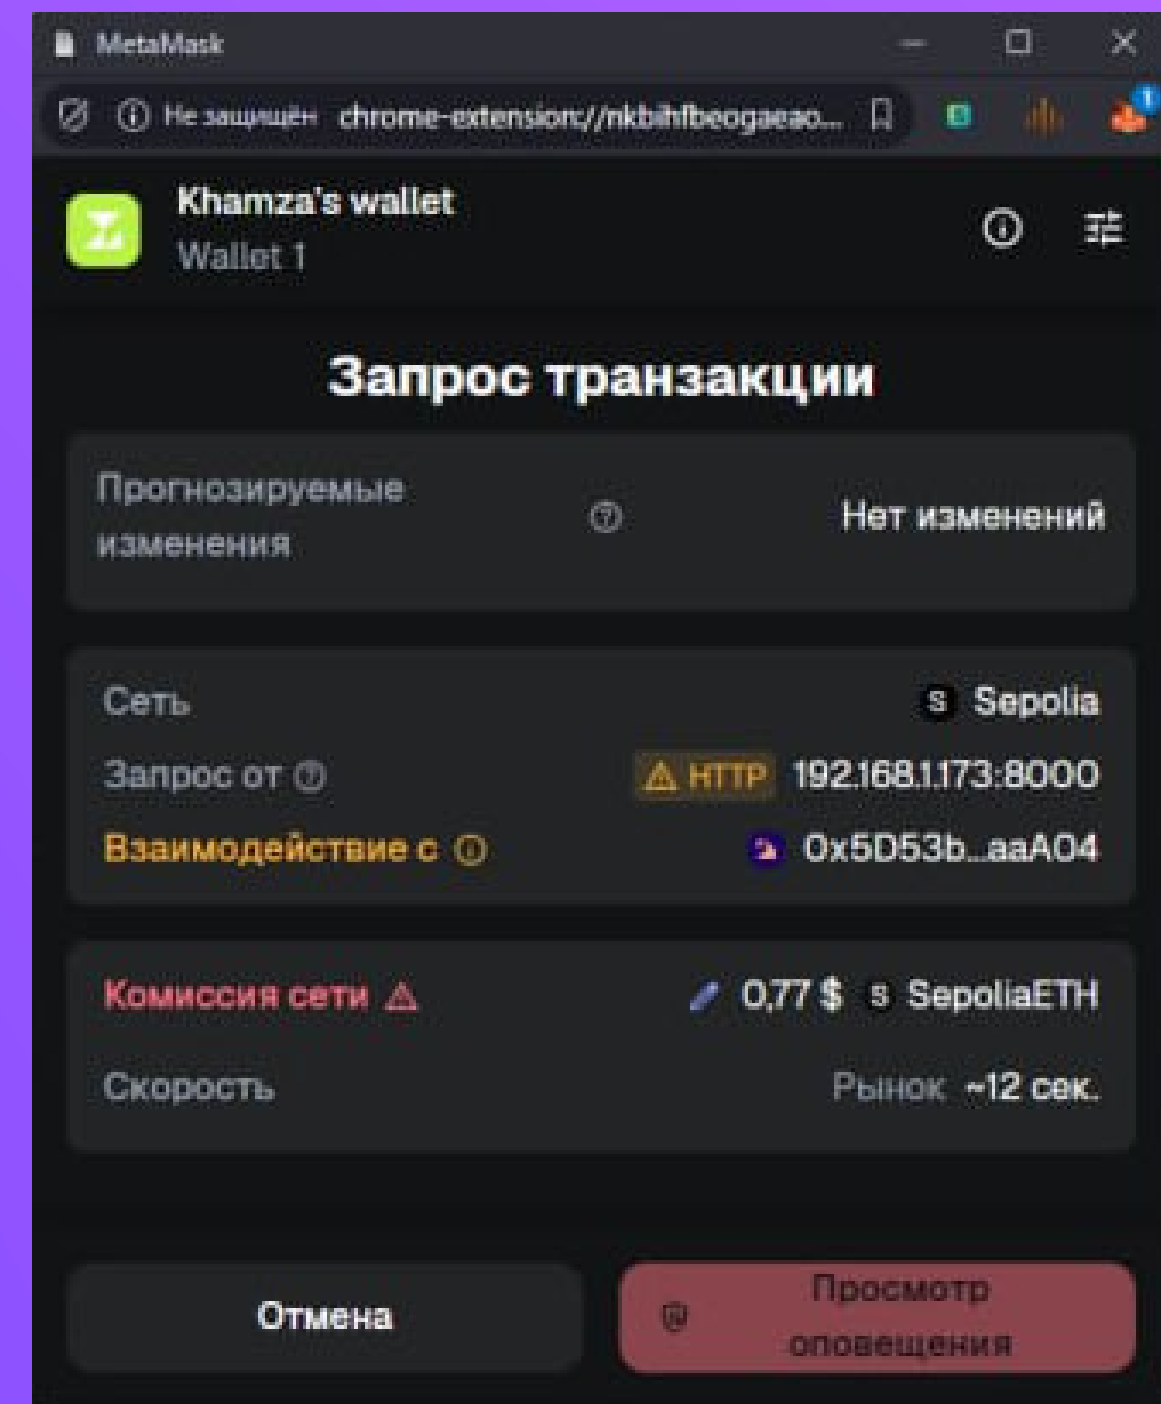 MetaMask
Не защищён chrome-extension://nkbihfbeogaeao...
1
Khamza's wallet
Wallet 1
Запрос транзакции
Прогнозируемые
изменения
Нет изменений
Сеть S Sepolia
Запрос от HTTP 192.168.1.173:8000
Взаимодействие с 0x5D53b...aaA04
Комиссия сети 0,77 $ S SepoliaETH
Скорость Рынок ~12 сек.
Отмена
Просмотр
оповещения